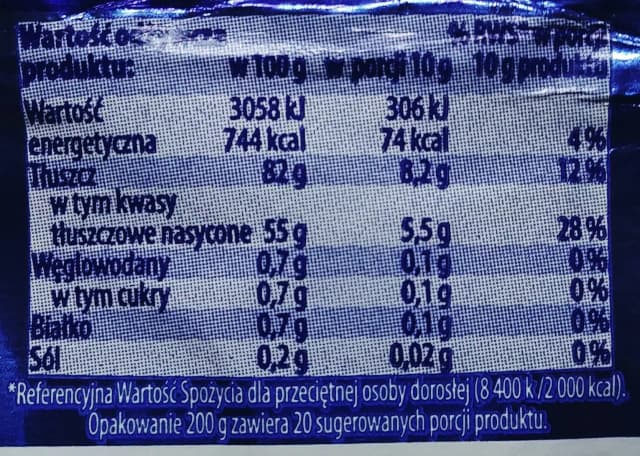 Wartość
produktu: w 100 g w porcji 10 g 10 g produktu
Wartość 3058 kJ 306 kJ
energetyczna 744 kcal 74 kcal 4 %
Tłuszcz 82 g 8,2 g 12 %
w tym kwasy
tłuszczowe nasycone 55 g 5,5 g 28 %
Węglowodany 0,7 g 0,1 g 0 %
w tym cukry 0,7 g 0,1 g 0 %
Białko 0,7 g 0,1 g 0 %
Sól 0,2 g 0,02 g 0 %
*Referencyjna Wartość Spożycia dla przeciętnej osoby dorosłej (8 400 k /2 000 kcal).
Opakowanie 200 g zawiera 20 sugerowanych porcji produktu.